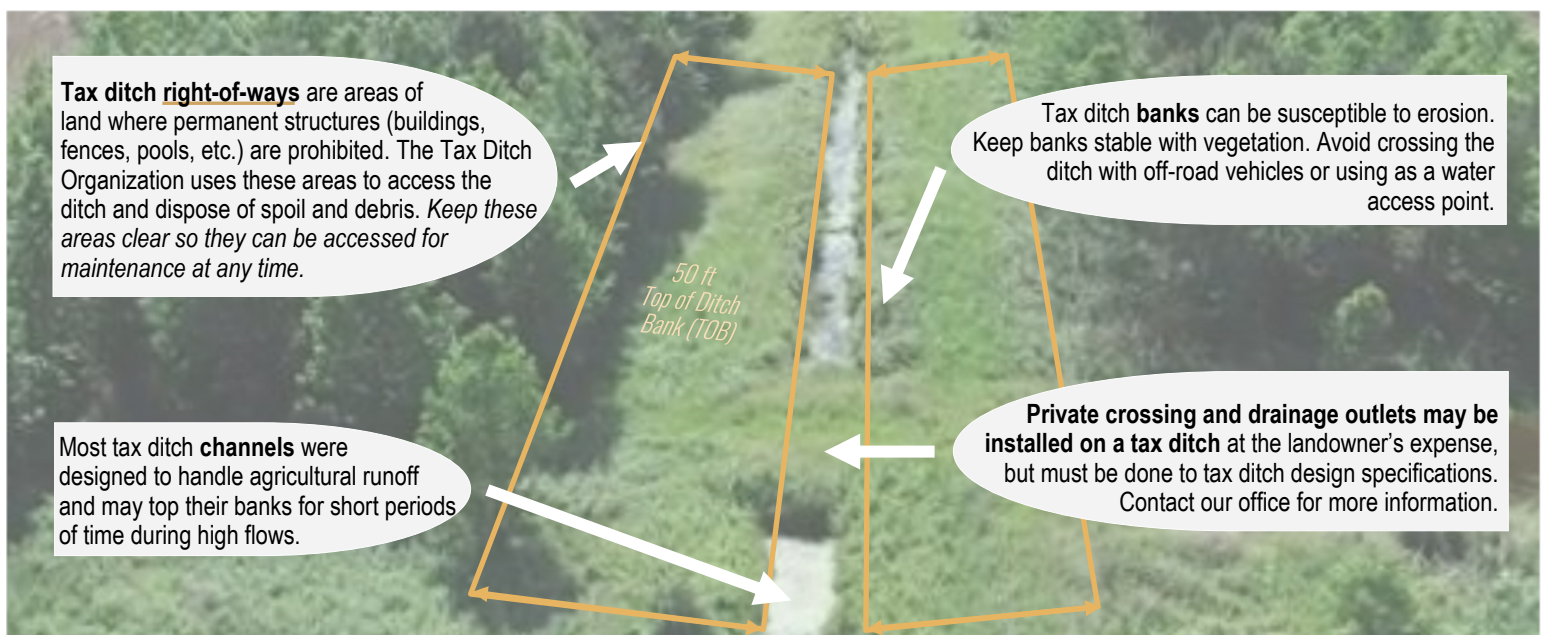 Tax ditch right-of-ways are areas of
land where permanent structures (buildings,
fences, pools, etc.) are prohibited. The Tax Ditch
Organization uses these areas to access the
ditch and dispose of spoil and debris. Keep these
areas clear so they can be accessed for
maintenance at any time.
Tax ditch banks can be susceptible to erosion.
Keep banks stable with vegetation. Avoid crossing the
ditch with off-road vehicles or using as a water
access point.
50 ft
Top of Ditch
Bank (TOB)
Most tax ditch channels were
designed to handle agricultural runoff
and may top their banks for short periods
of time during high flows.
Private crossing and drainage outlets may be
installed on a tax ditch at the landowner’s expense,
but must be done to tax ditch design specifications.
Contact our office for more information.